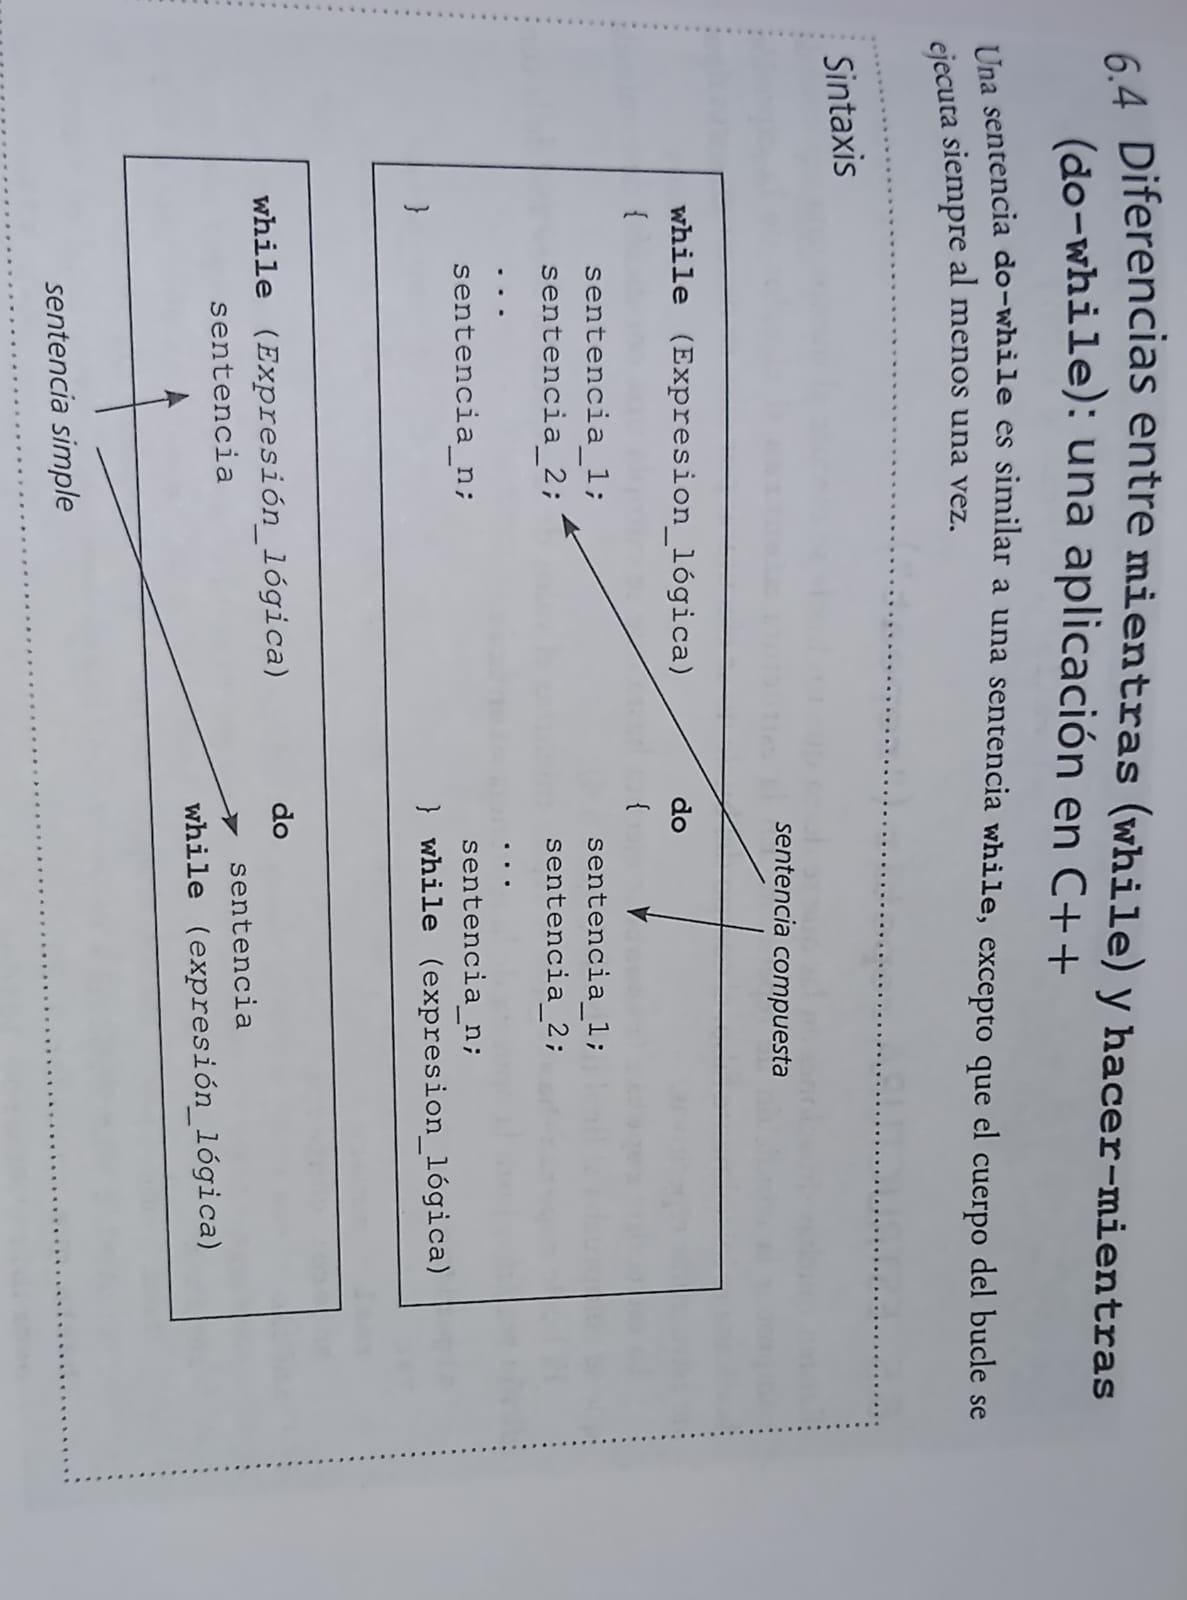 6.4 Diferencias entre mientras (while) y hacer-mientras
(do-while): una aplicación en C++
Una sentencia do-while es similar a una sentencia while, excepto que el cuerpo del bucle se
ejecuta siempre al menos una vez.
Sintaxis
sentencia compuesta
while (Expresion_lógica)
{
sentencia_1;
sentencia_2;
...
sentencia_n;
}
do
{
sentencia_1;
sentencia_2;
...
sentencia_n;
} while (expresion_lógica)
while (Expresión_lógica)
sentencia
do
sentencia
while (expresión_lógica)
sentencia simple